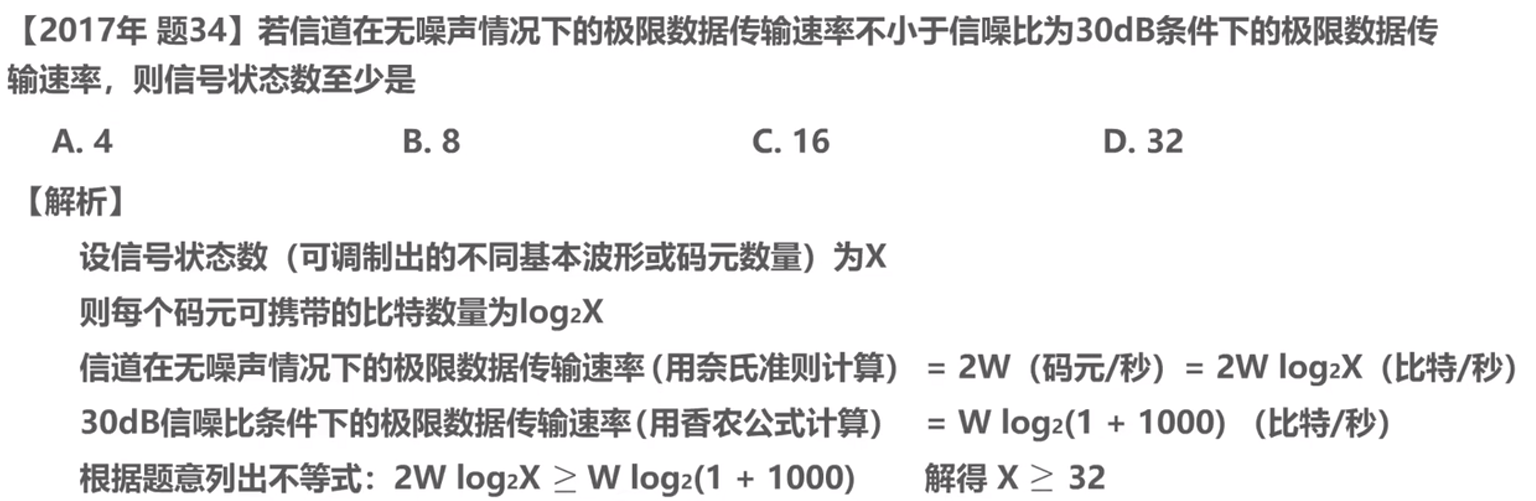 【2017年 题34】若信道在无噪声情况下的极限数据传输速率不小于信噪比为30dB条件下的极限数据传
输速率，则信号状态数至少是
A. 4 B. 8 C. 16 D. 32
【解析】
设信号状态数（可调制出的不同基本波形或码元数量）为X
则每个码元可携带的比特数量为log₂X
信道在无噪声情况下的极限数据传输速率（用奈氏准则计算） = 2W（码元/秒）= 2W log₂X（比特/秒）
30dB信噪比条件下的极限数据传输速率（用香农公式计算） = W log₂(1 + 1000) （比特/秒）
根据题意列出不等式：2W log₂X ≥ W log₂(1 + 1000) 解得 X ≥ 32